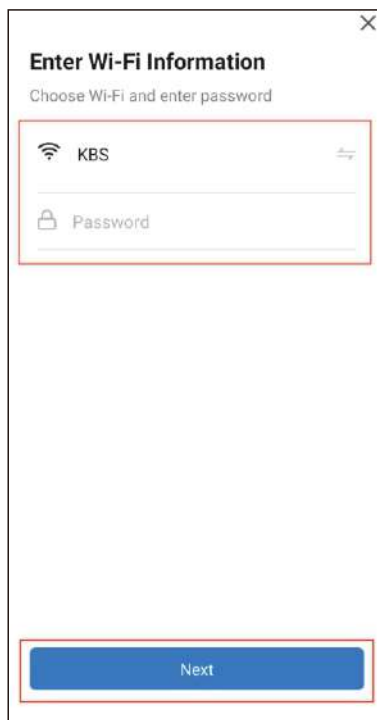 Enter Wi-Fi Information
Choose Wi-Fi and enter password
KBS
Password
Next